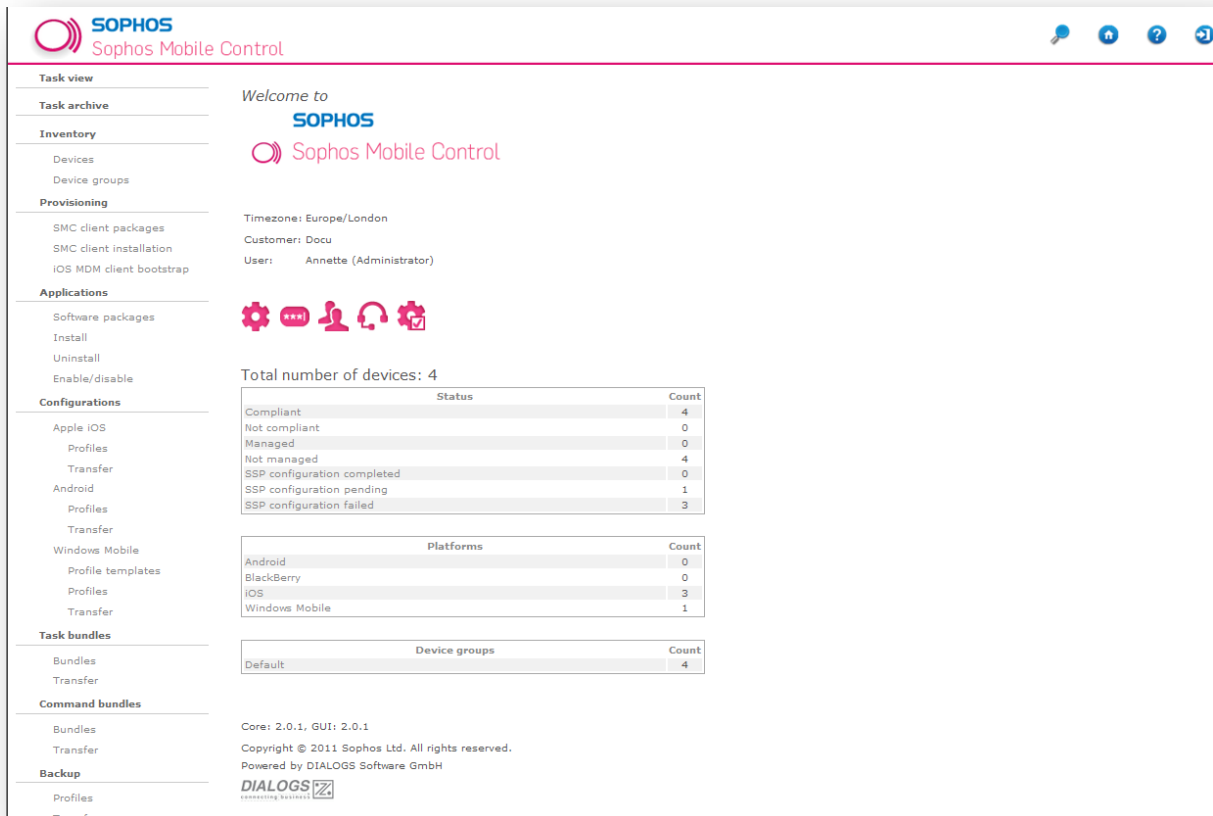 SOPHOS
Sophos Mobile Control
Task view
Task archive
Inventory
Devices
Device groups
Provisioning
SMC client packages
SMC client installation
iOS MDM client bootstrap
Applications
Software packages
Install
Uninstall
Enable/disable
Configurations
Apple iOS
Profiles
Transfer
Android
Profiles
Transfer
Windows Mobile
Profile templates
Profiles
Transfer
Task bundles
Bundles
Transfer
Command bundles
Bundles
Transfer
Backup
Profiles
Welcome to
SOPHOS
Sophos Mobile Control
Timezone: Europe/London
Customer: Docu
User: Annette (Administrator)
Total number of devices: 4
Status Count
Compliant 4
Not compliant 0
Managed 0
Not managed 4
SSP configuration completed 0
SSP configuration pending 1
SSP configuration failed 3
Platforms Count
Android 0
BlackBerry 0
iOS 3
Windows Mobile 1
Device groups Count
Default 4
Core: 2.0.1, GUI: 2.0.1
Copyright © 2011 Sophos Ltd. All rights reserved.
Powered by DIALOGS Software GmbH
DIALOGS
connecting business